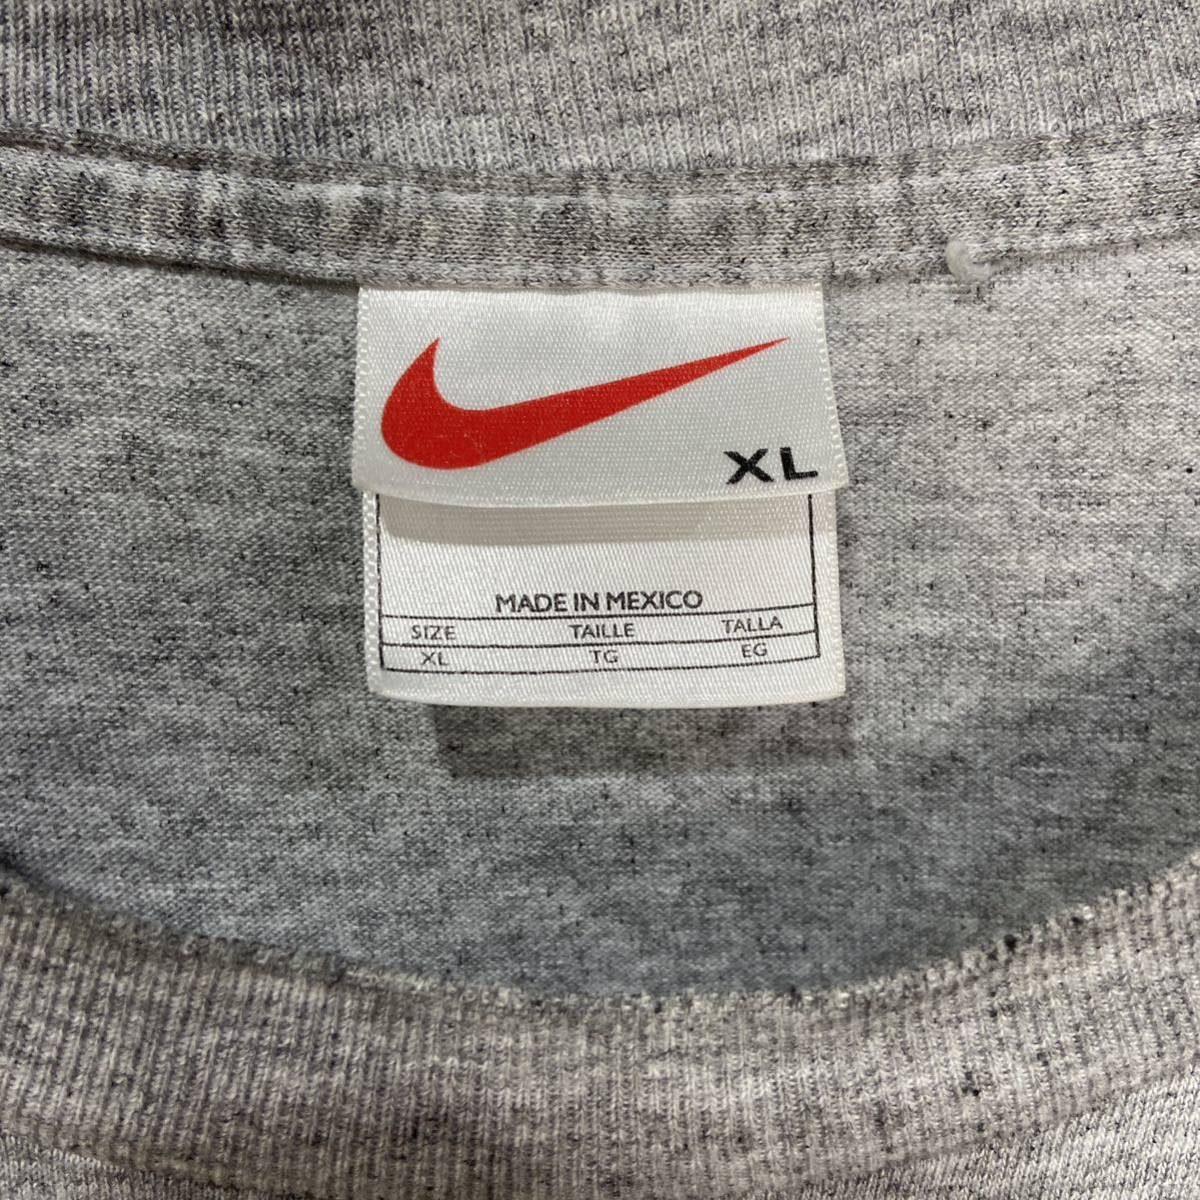 XL
MADE IN MEXICO
SIZE TAILLE TALLA
XL TG EG